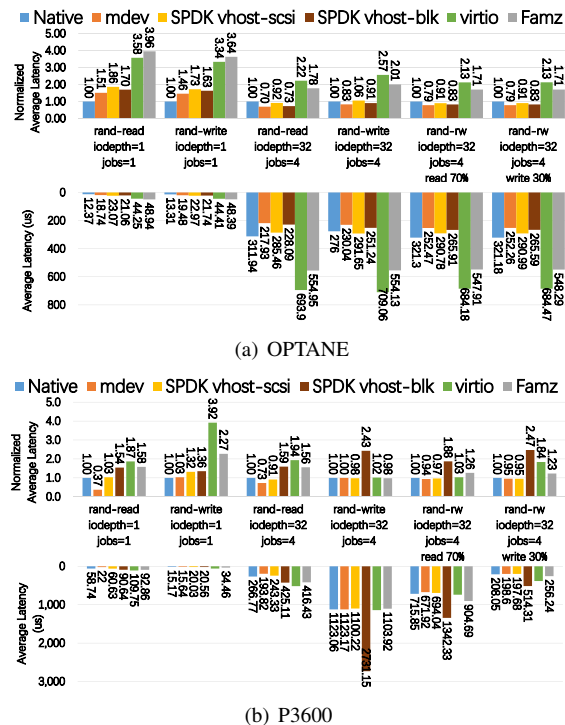 Native mdev SPDK vhost-scsi SPDK vhost-blk virtio Famz
Normalized
Average Latency
5.00
4.00
3.00
2.00
1.00
0.00
1.00 1.51 1.86 1.70 3.58 3.96
1.00 1.46 1.73 1.63 3.34 3.64
1.00 0.70 0.92 0.73 2.22 1.78
1.00 0.83 1.06 0.91 2.57 2.01
1.00 0.79 0.91 0.83 2.13 1.71
1.00 0.79 0.91 0.83 2.13 1.71
rand-read rand-write rand-read rand-write rand-rw rand-rw
iodepth=1 iodepth=1 iodepth=32 iodepth=32 iodepth=32 iodepth=32
jobs=1 jobs=1 jobs=4 jobs=4 jobs=4 jobs=4
read 70% write 30%
Average Latency (us)
0
200
400
600
800
12.37 18.74 23.07 21.06 44.25 48.94
13.31 19.48 22.97 21.74 44.41 48.39
311.94 217.93 285.46 228.09 693.9 554.95
276 230.04 291.65 251.24 709.06 554.13
321.3 252.47 290.78 265.91 684.18 547.91
321.18 252.26 290.99 265.59 684.47 548.29
(a) OPTANE
Native mdev SPDK vhost-scsi SPDK vhost-blk virtio Famz
Normalized
Average Latency
5.0
4.0
3.0
2.0
1.0
0.0
1.00 0.37 1.03 1.54 1.87 1.58
1.00 1.03 1.32 1.36 3.92 2.27
1.00 0.73 0.91 1.59 1.94 1.56
1.00 1.00 0.98 2.43 1.02 0.98
1.00 0.94 0.97 1.88 1.03 1.26
1.00 0.95 0.95 2.47 1.84 1.23
rand-read rand-write rand-read rand-write rand-rw rand-rw
iodepth=1 iodepth=1 iodepth=32 iodepth=32 iodepth=32 iodepth=32
jobs=1 jobs=1 jobs=4 jobs=4 jobs=4 jobs=4
read 70% write 30%
Average Latency
(us)
0
1,000
2,000
3,000
58.74 22 60.63 90.64 109.75 92.86
15.17 15.64 20.03 20.56 34.46
266.77 193.82 243.33 425.11 416.43
1123.06 1123.17 1100.22 2731.15 1103.92
715.85 671.92 694.04 1342.33 904.69
208.05 198.6 197.68 514.31 256.24
(b) P3600